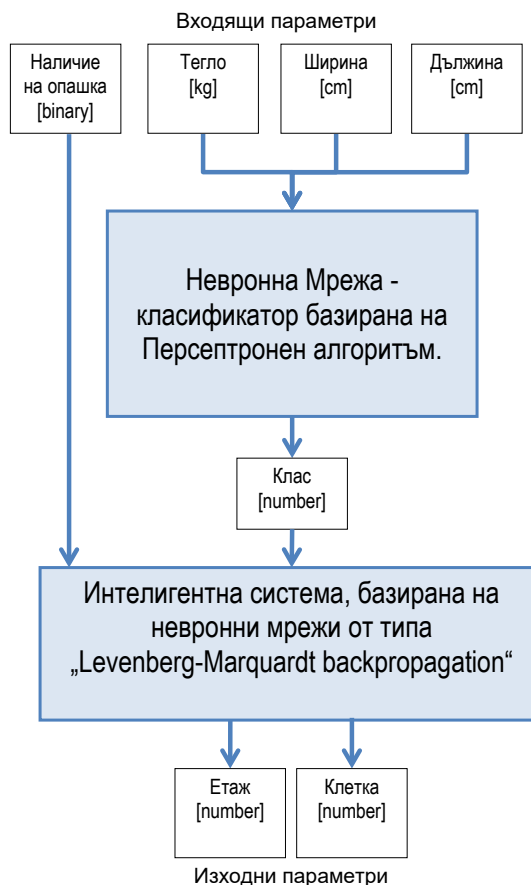 Входящи параметри
Наличие
на опашка
[binary]
Тегло
[kg]
Ширина
[cm]
Дължина
[cm]
Невронна Мрежа -
класификатор базирана на
Персептронен алгоритъм.
Клас
[number]
Интелигентна система, базирана на
невронни мрежи от типа
„Levenberg-Marquardt backpropagation“
Етаж
[number]
Клетка
[number]
Изходни параметри